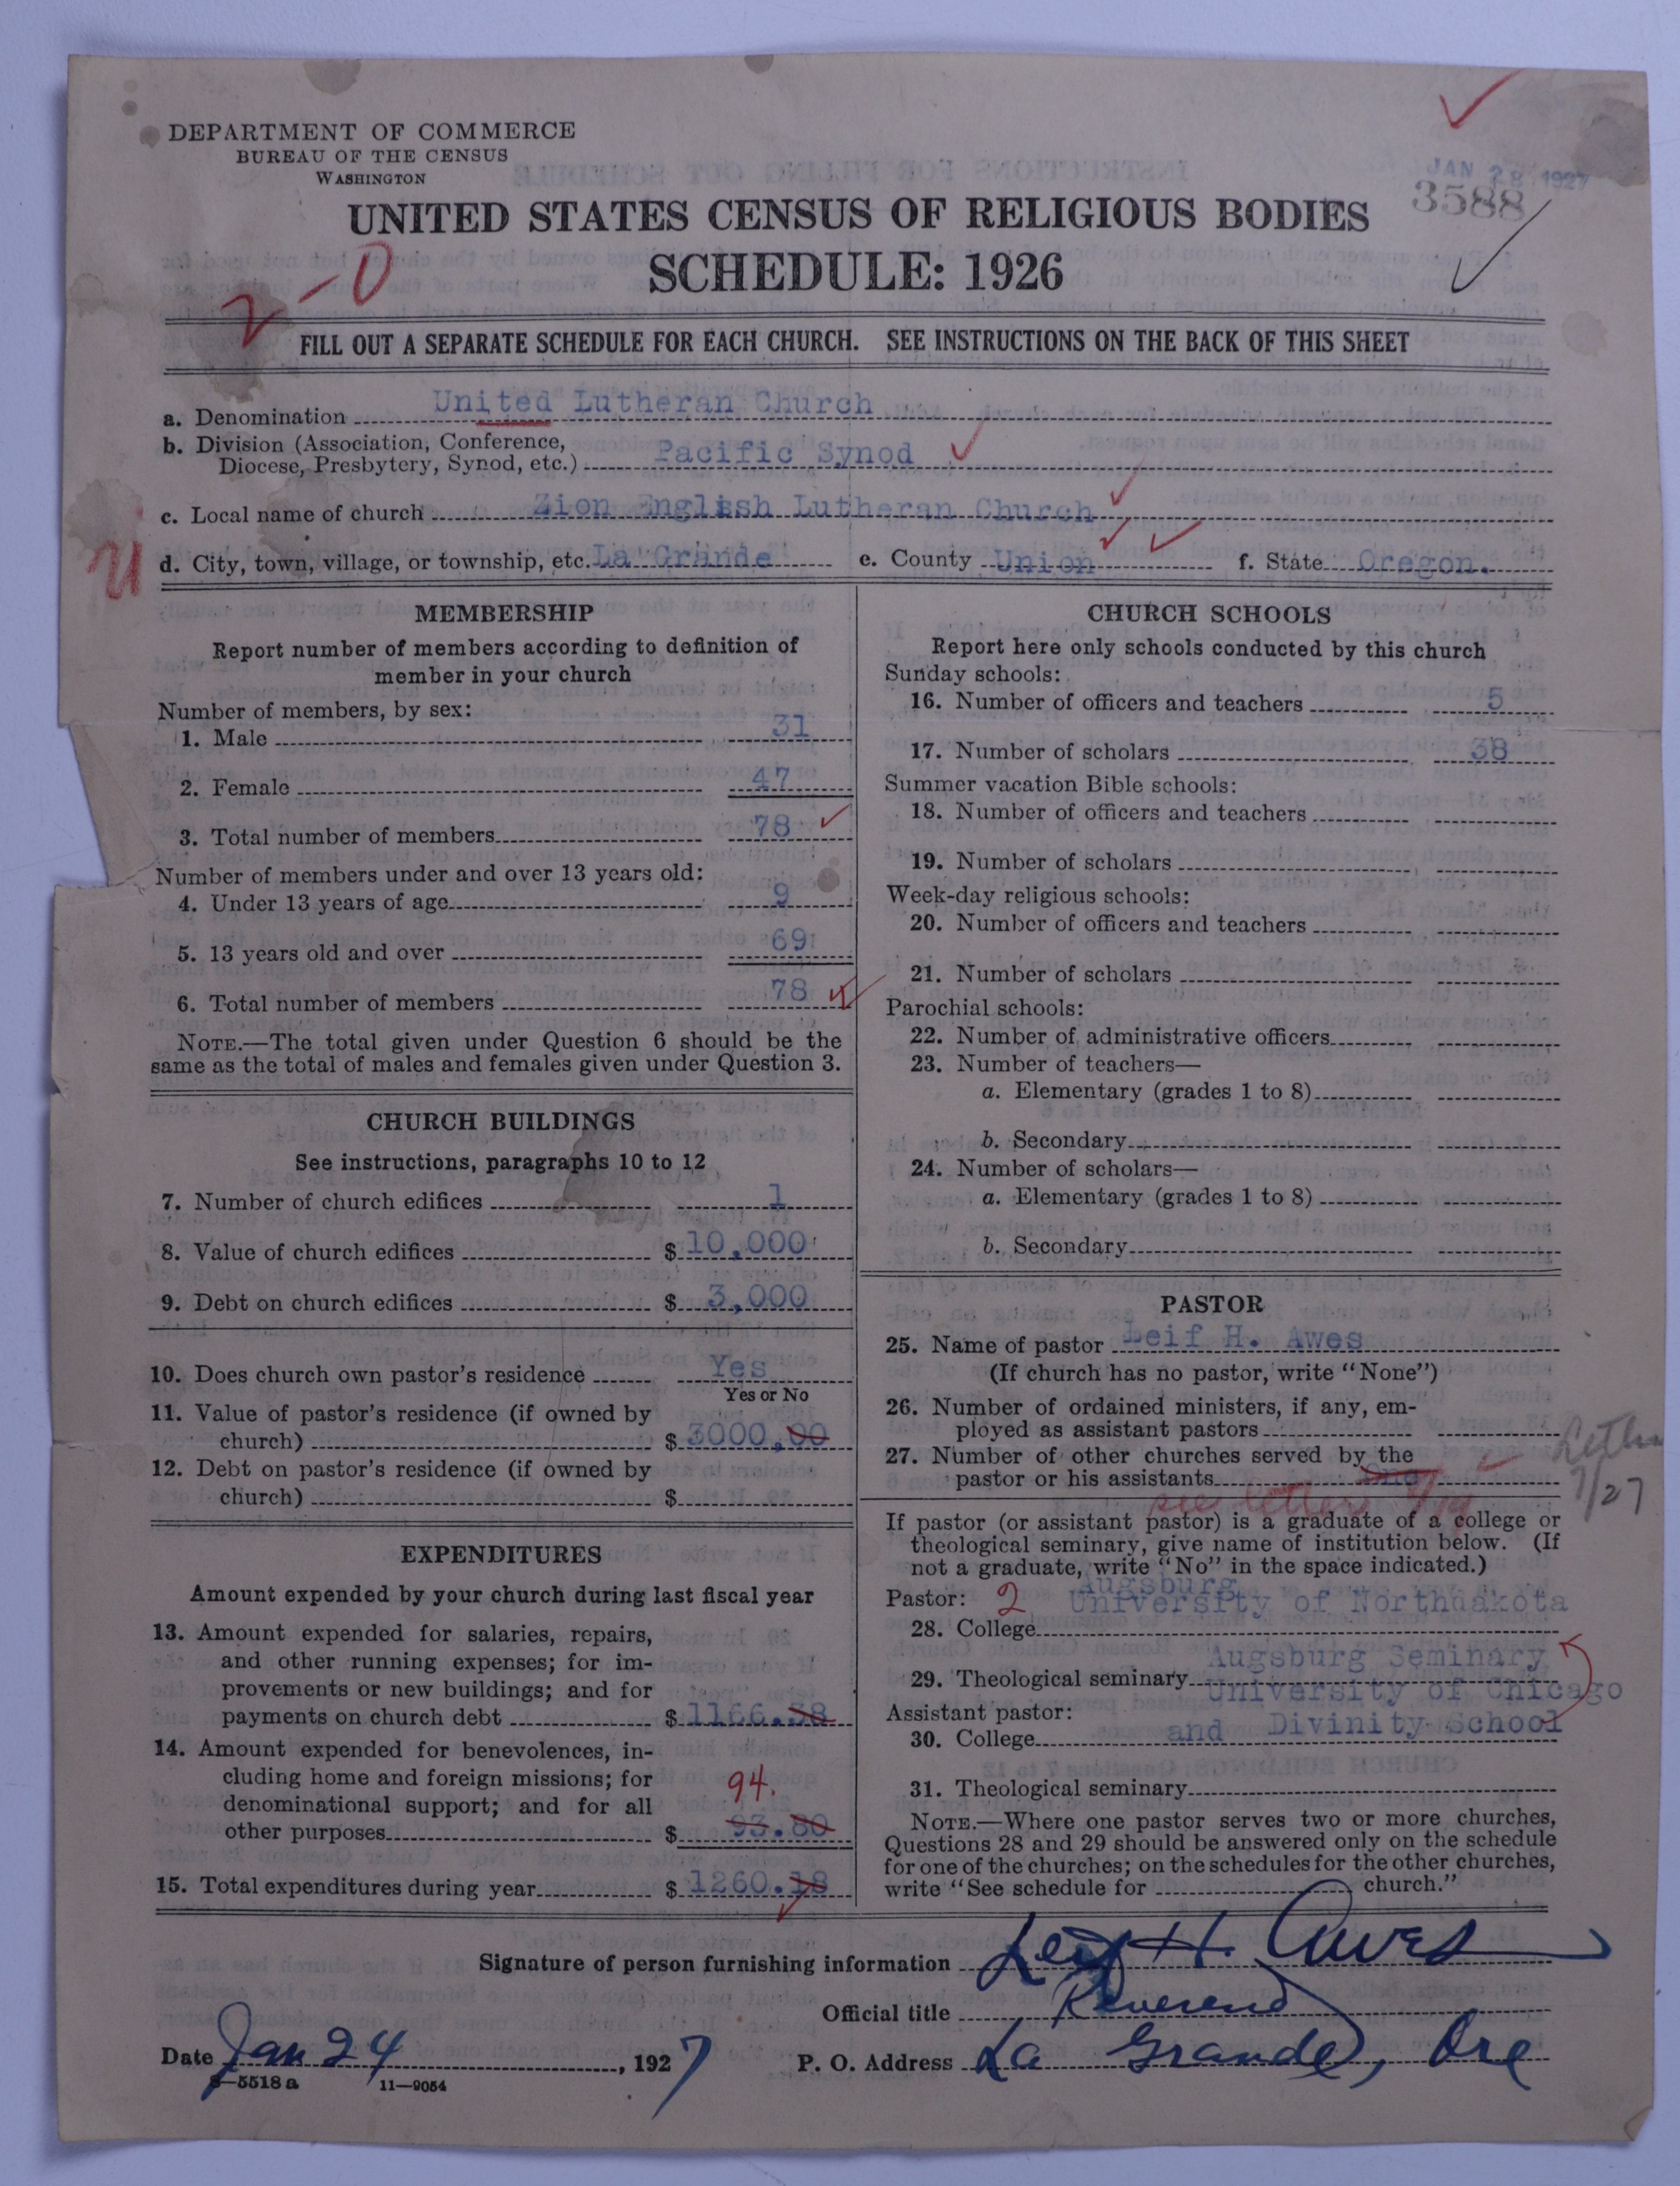 DEPARTMENT OF COMMERCE
BUREAU OF THE CENSUS
WASHINGTON
JAN 28 1927
3588
UNITED STATES CENSUS OF RELIGIOUS BODIES
SCHEDULE: 1926
2-0
FILL OUT A SEPARATE SCHEDULE FOR EACH CHURCH. SEE INSTRUCTIONS ON THE BACK OF THIS SHEET
a. Denomination United Lutheran Church
b. Division (Association, Conference,
Diocese, Presbytery, Synod, etc.) Pacific Synod
c. Local name of church Zion English Lutheran Church
U
d. City, town, village, or township, etc. La Grande e. County Union f. State Oregon.
MEMBERSHIP
Report number of members according to definition of
member in your church
Number of members, by sex:
1. Male 31
2. Female 47
3. Total number of members 78
Number of members under and over 13 years old:
4. Under 13 years of age 9
5. 13 years old and over 69
6. Total number of members 78
NOTE.—The total given under Question 6 should be the
same as the total of males and females given under Question 3.
CHURCH BUILDINGS
See instructions, paragraphs 10 to 12
7. Number of church edifices 1
8. Value of church edifices $ 10,000
9. Debt on church edifices $ 3,000
10. Does church own pastor's residence Yes
Yes or No
11. Value of pastor's residence (if owned by
church) $ 3000.00
12. Debt on pastor's residence (if owned by
church) $
EXPENDITURES
Amount expended by your church during last fiscal year
13. Amount expended for salaries, repairs,
and other running expenses; for im-
provements or new buildings; and for
payments on church debt $ 1166.38
14. Amount expended for benevolences, in-
cluding home and foreign missions; for
denominational support; and for all
94.
other purposes $ 93.80
15. Total expenditures during year $ 1260.18
CHURCH SCHOOLS
Report here only schools conducted by this church
Sunday schools:
16. Number of officers and teachers 5
17. Number of scholars 38
Summer vacation Bible schools:
18. Number of officers and teachers
19. Number of scholars
Week-day religious schools:
20. Number of officers and teachers
21. Number of scholars
Parochial schools:
22. Number of administrative officers
23. Number of teachers—
a. Elementary (grades 1 to 8)
b. Secondary
24. Number of scholars—
a. Elementary (grades 1 to 8)
b. Secondary
PASTOR
25. Name of pastor Leif H. Awes
(If church has no pastor, write "None")
26. Number of ordained ministers, if any, em-
ployed as assistant pastors
27. Number of other churches served by the
pastor or his assistants One
see letter
7/27
If pastor (or assistant pastor) is a graduate of a college or
theological seminary, give name of institution below. (If
not a graduate, write "No" in the space indicated.)
Augsburg
Pastor: 2 University of Northdakota
28. College
Augsburg Seminary
29. Theological seminary University of Chicago
Assistant pastor:
30. College and Divinity School
31. Theological seminary
NOTE.—Where one pastor serves two or more churches,
Questions 28 and 29 should be answered only on the schedule
for one of the churches; on the schedules for the other churches,
write "See schedule for church."
Signature of person furnishing information Leif H. Awes
Official title Reverend
Date Jan 24, 1927 P. O. Address La Grande, Ore
8—5518 a 11—9054